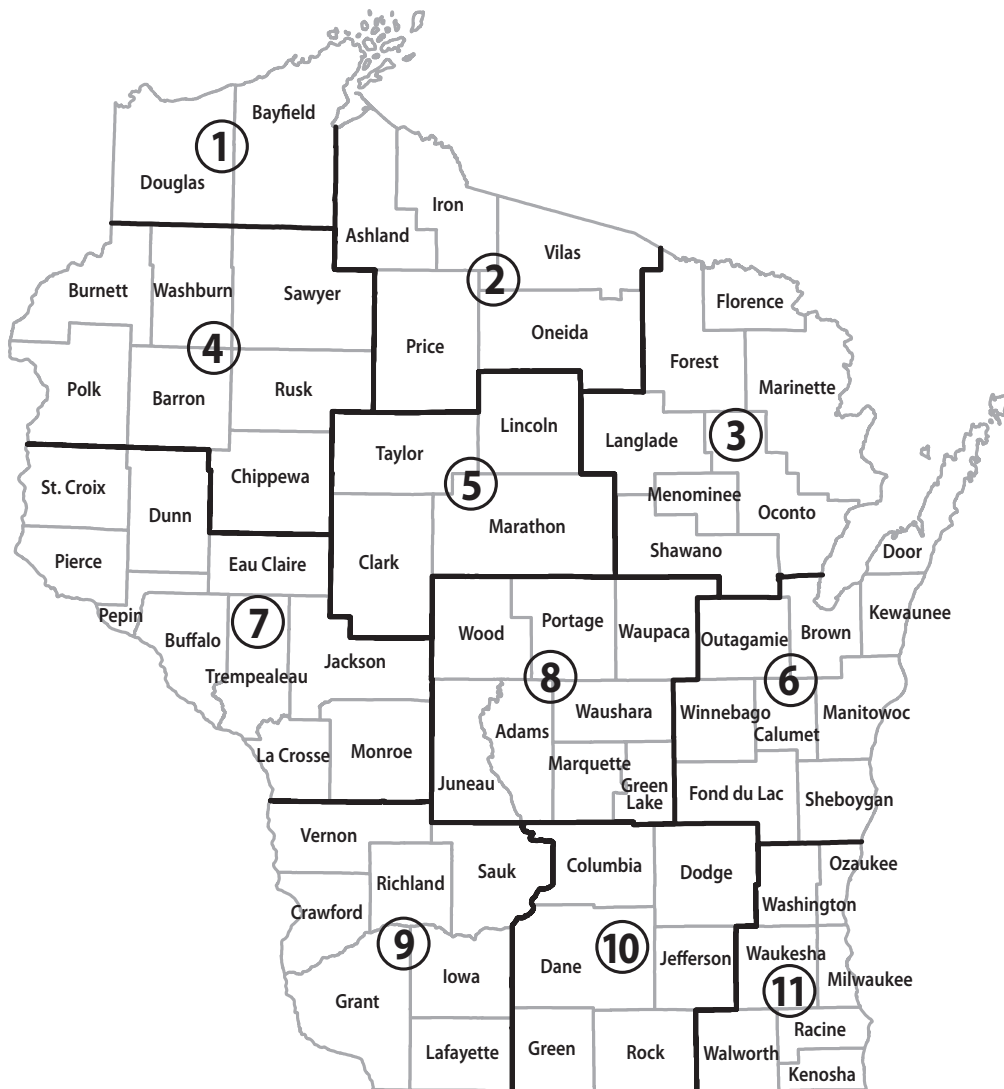 Bayfield
1
Douglas
Iron
Ashland
Vilas
2
Burnett
Washburn
Sawyer
Florence
Oneida
Price
4
Forest
Marinette
Polk
Barron
Rusk
Lincoln
Langlade
3
Taylor
Chippewa
St. Croix
5
Menominee
Oconto
Dunn
Marathon
Shawano
Door
Pierce
Eau Claire
Clark
Pepin
7
Buffalo
Kewaunee
Wood
Portage
Waupaca
Outagamie
Brown
Jackson
Trempealeau
8
6
Adams
Waushara
Winnebago
Manitowoc
Calumet
La Crosse
Monroe
Marquette
Juneau
Green
Lake
Fond du Lac
Sheboygan
Vernon
Sauk
Columbia
Dodge
Ozaukee
Richland
Washington
Crawford
9
10
Waukesha
Dane
Jefferson
Iowa
Milwaukee
11
Grant
Racine
Lafayette
Green
Rock
Walworth
Kenosha